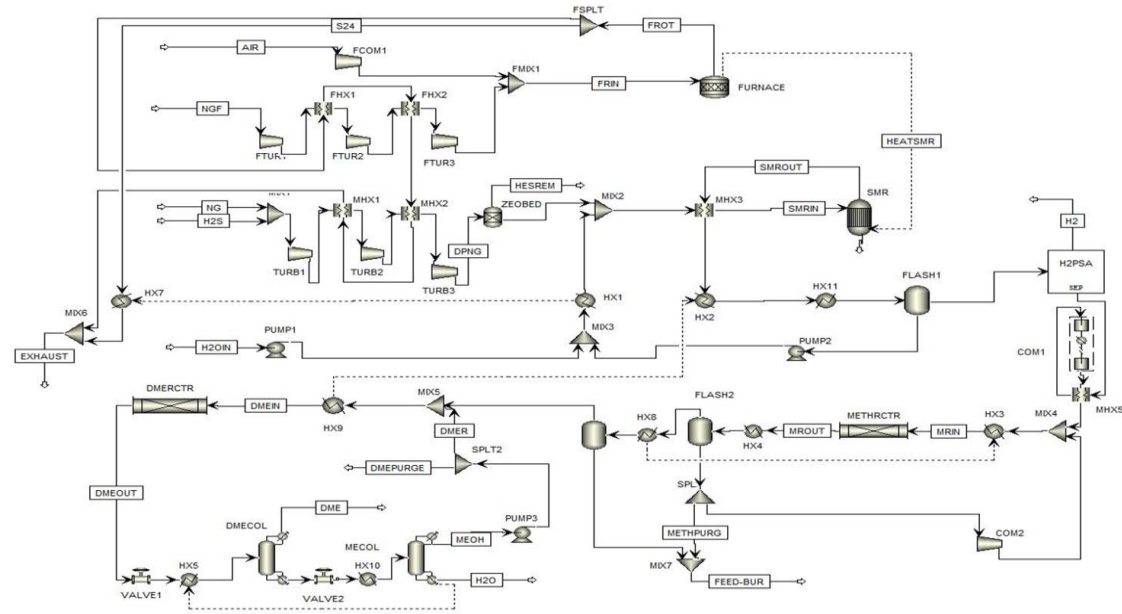 FSPLT
S24
FROT
AIR
FCOM1
FMIX1
FRIN
FURNACE
FHX1
FHX2
NGF
FTUR2
FTUR3
HEATSMR
SMROUT
HESREM
SMR
NG
MHX1
MHX2
ZEOBED
MIX2
MHX3
SMRIN
H2S
H2
DPNG
TURB1
TURB2
TURB3
H2PSA
SEP
FLASH1
HX7
HX1
HX2
HX11
MIX6
MIX3
PUMP1
PUMP2
EXHAUST
H2OIN
COM1
DMERCTR
FLASH2
MHX5
MIX5
HX8
HX3
MIX4
DMEIN
MROUT
METHRCTR
MRIN
HX9
DMER
HX4
SPLT2
DMEPURGE
DMEOUT
SPL
DME
DMECOL
METHPURG
PUMP3
COM2
MECOL
MEOH
HX5
HX10
MIX7
H2O
FEED-BUR
VALVE1
VALVE2